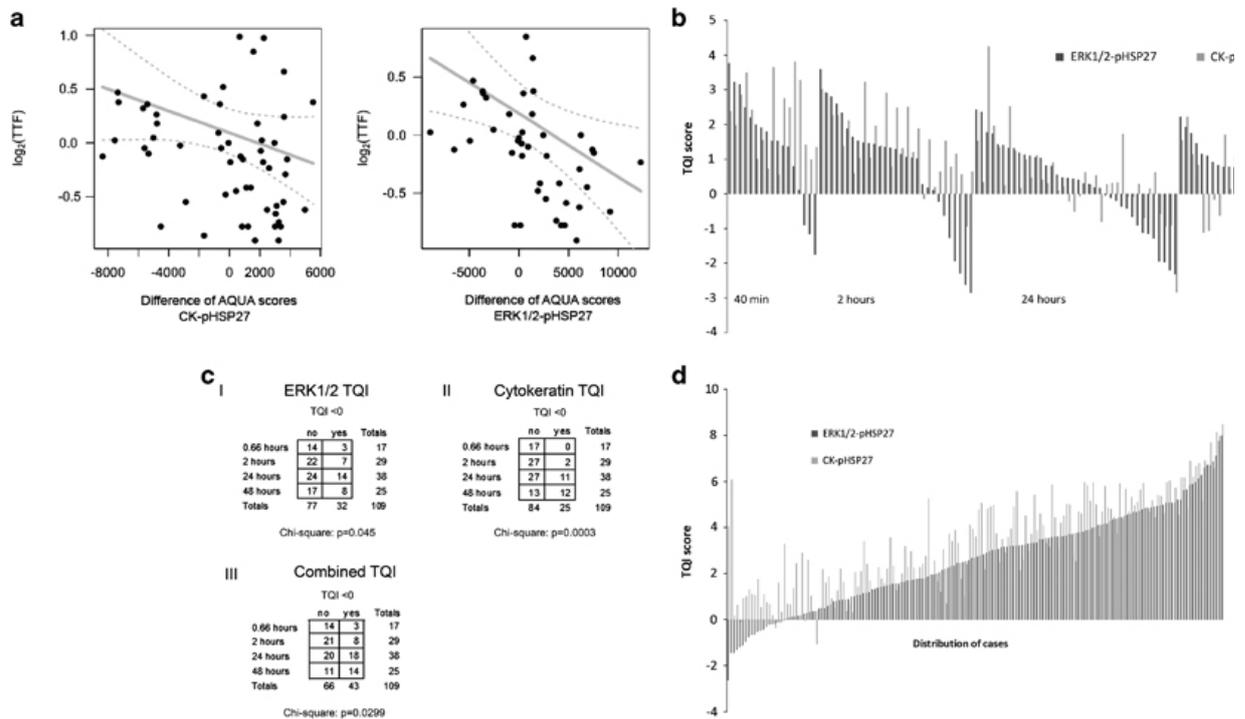 a
1.0
0.5
0.0
-0.5
log2(TTF)
-8000 -4000 0 2000 6000
Difference of AQUA scores
CK-pHSP27
0.5
0.0
-0.5
log2(TTF)
-5000 0 5000 10000
Difference of AQUA scores
ERK1/2-pHSP27
b
5
4
3
2
1
0
-1
-2
-3
-4
TQI score
ERK1/2-pHSP27 CK-p
40 min 2 hours 24 hours
c
I ERK1/2 TQI
TQI <0
no yes Totals
0.66 hours 14 3 17
2 hours 22 7 29
24 hours 24 14 38
48 hours 17 8 25
Totals 77 32 109
Chi-square: p=0.045
II Cytokeratin TQI
TQI <0
no yes Totals
0.66 hours 17 0 17
2 hours 27 2 29
24 hours 27 11 38
48 hours 13 12 25
Totals 84 25 109
Chi-square: p=0.0003
III Combined TQI
TQI <0
no yes Totals
0.66 hours 14 3 17
2 hours 21 8 29
24 hours 20 18 38
48 hours 11 14 25
Totals 66 43 109
Chi-square: p=0.0299
d
10
8
6
4
2
0
-2
-4
TQI score
ERK1/2-pHSP27
CK-pHSP27
Distribution of cases